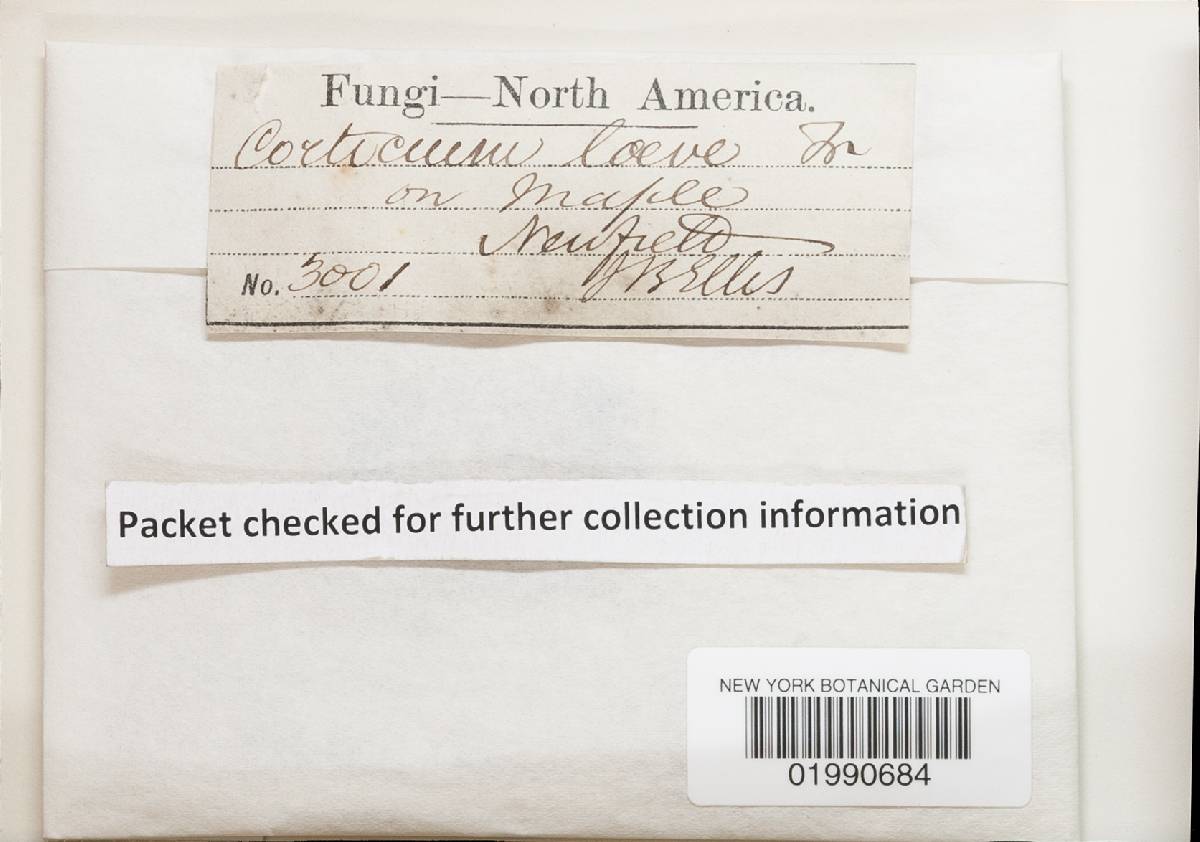 Fungi—North America.
Corticium loeve Fr
on Maple
Newfield
No. 3001 JBEllis
Packet checked for further collection information
NEW YORK BOTANICAL GARDEN
01990684